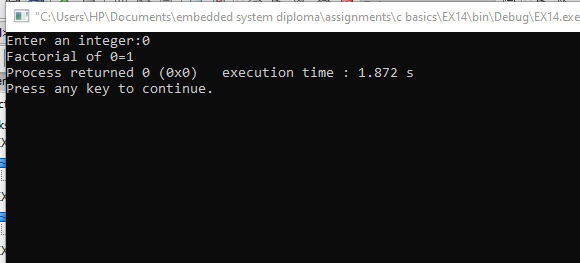 "C:\Users\HP\Documents\embedded system diploma\assignments\c basics\EX14\bin\Debug\EX14.exe
Enter an integer:0
Factorial of 0=1
Process returned 0 (0x0)   execution time : 1.872 s
Press any key to continue.